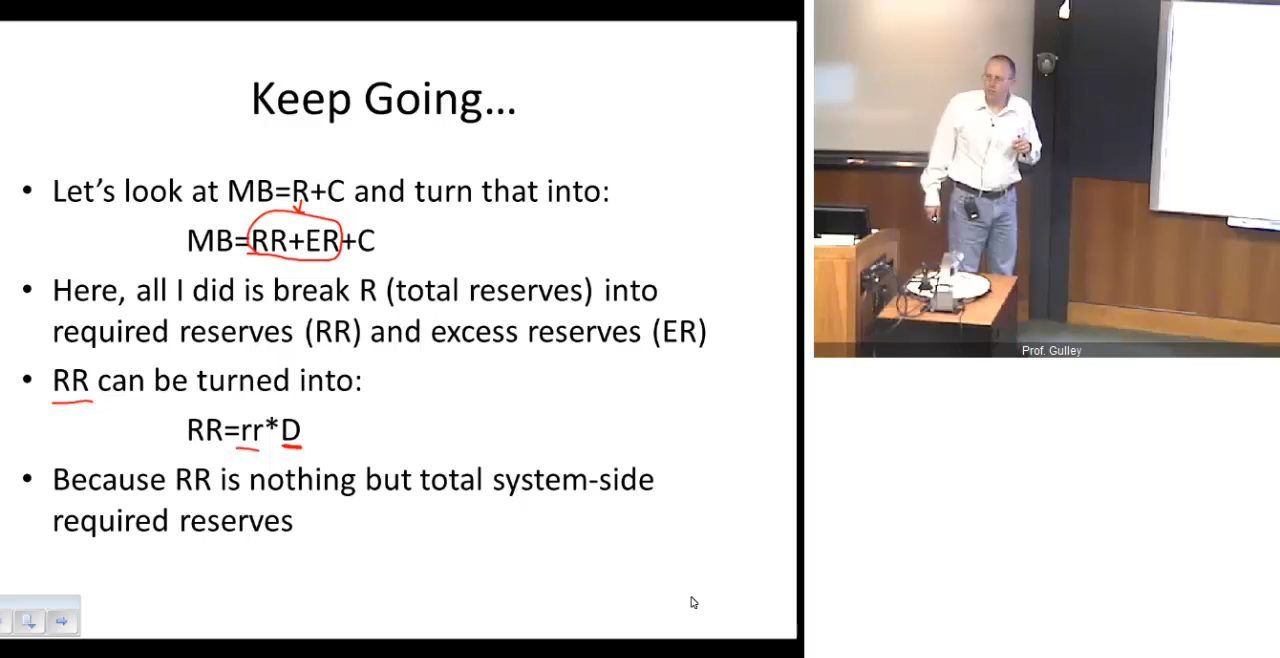 Keep Going...
• Let's look at MB=R+C and turn that into:
MB=RR+ER+C
• Here, all I did is break R (total reserves) into
required reserves (RR) and excess reserves (ER)
• RR can be turned into:
RR=rr*D
• Because RR is nothing but total system-side
required reserves
Prof. Gulley